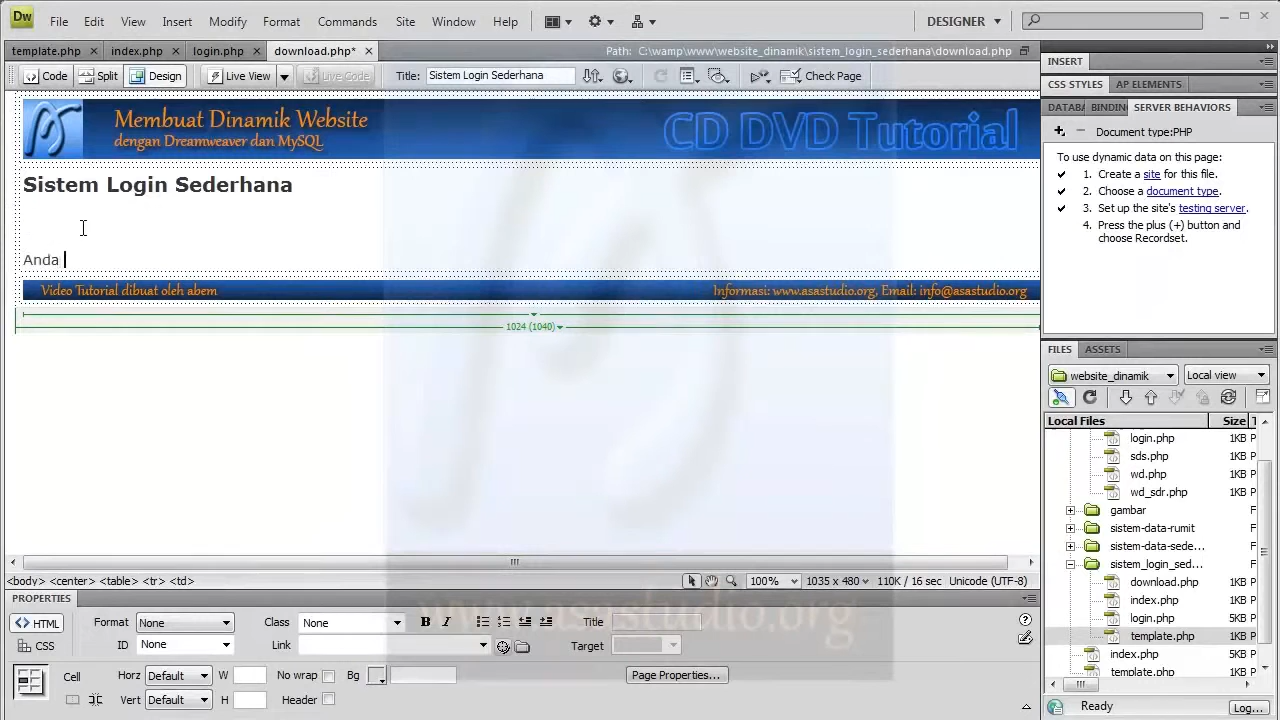 Dw File Edit View Insert Modify Format Commands Site Window Help DESIGNER
template.php index.php login.php download.php* Path: C:\wamp\www\website_dinamik\sistem_login_sederhana\download.php
Code Split Design Live View Live Code Title: Sistem Login Sederhana Check Page
Membuat Dinamik Website
dengan Dreamweaver dan MySQL
CD DVD Tutorial
Sistem Login Sederhana
Anda
Video Tutorial dibuat oleh abem Informasi: www.asastudio.org, Email: info@asastudio.org
1024 (1040)
www.asastudio.org
<body> <center> <table> <tr> <td> 100% 1035 x 480 110K / 16 sec Unicode (UTF-8)
PROPERTIES
HTML Format None Class None B I Title
CSS ID None Link Target
Cell Horz Default W No wrap Bg Page Properties...
Vert Default H Header
INSERT
CSS STYLES AP ELEMENTS
DATABA BINDING SERVER BEHAVIORS
Document type:PHP
To use dynamic data on this page:
1. Create a site for this file.
2. Choose a document type.
3. Set up the site's testing server.
4. Press the plus (+) button and
choose Recordset.
FILES ASSETS
website_dinamik Local view
Local Files Size T
login.php 1KB P
sds.php 1KB P
wd.php 1KB P
wd_sdr.php 1KB P
gambar F
sistem-data-rumit F
sistem-data-sede... F
sistem_login_sed... F
download.php 1KB P
index.php 1KB P
login.php 5KB P
template.php 1KB P
index.php 5KB P
template.php 1KB P
Ready Log...